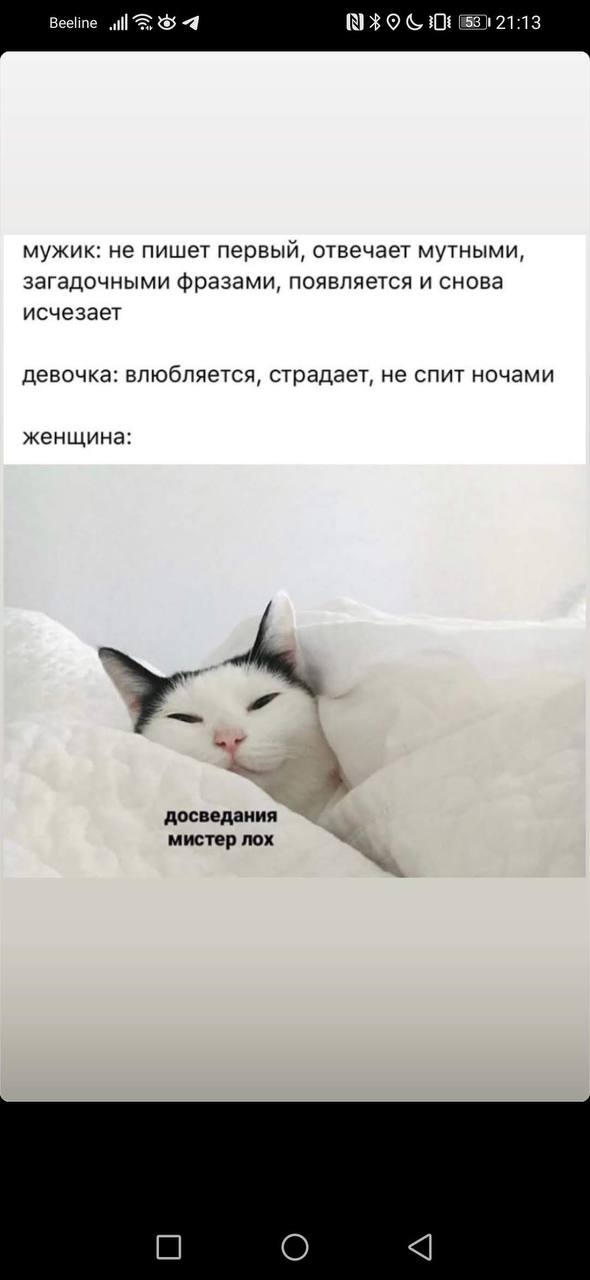 Beeline 53 21:13
мужик: не пишет первый, отвечает мутными,
загадочными фразами, появляется и снова
исчезает
девочка: влюбляется, страдает, не спит ночами
женщина:
досведания
мистер лох